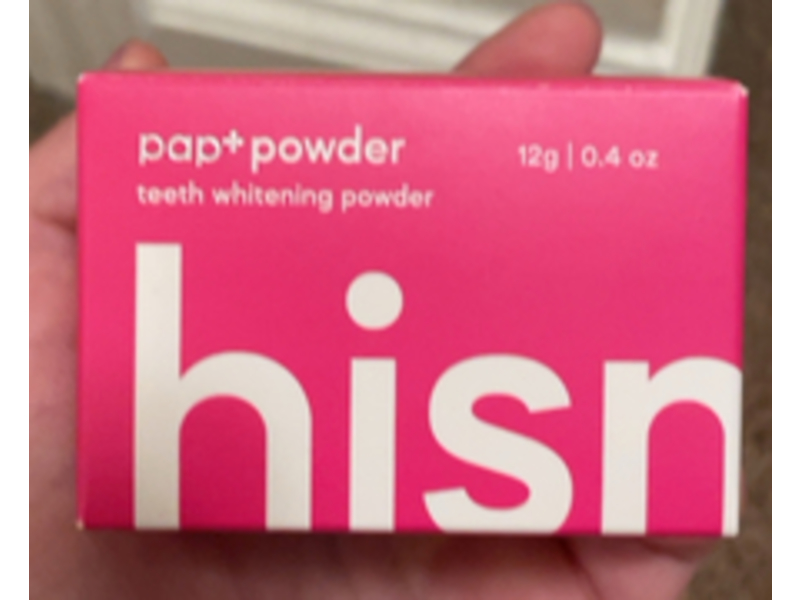 pap+ powder
12g | 0.4 oz
teeth whitening powder
hisn